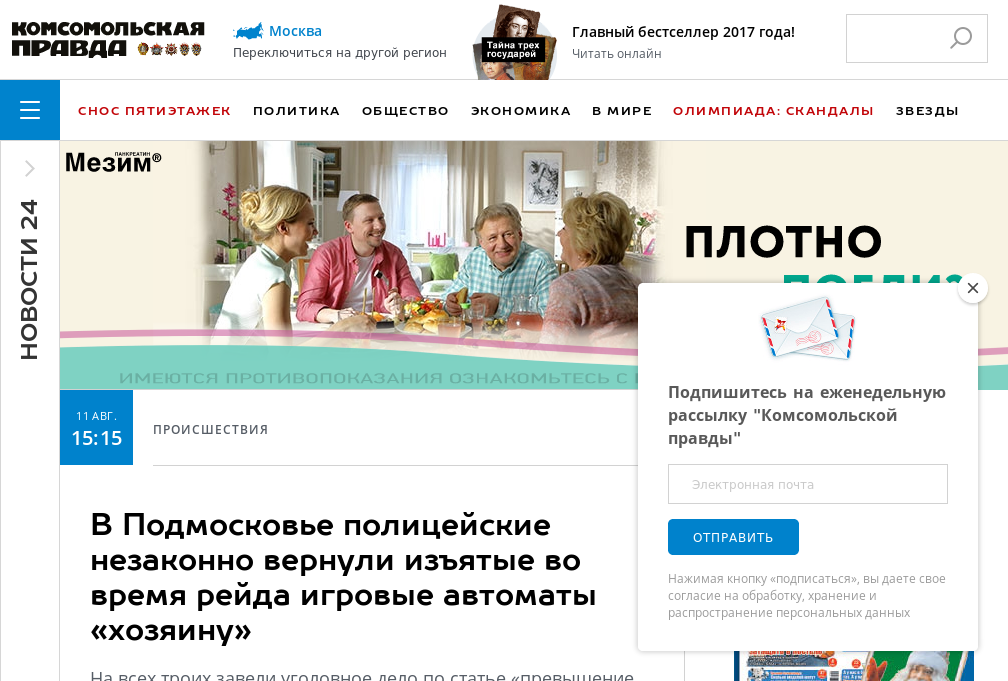 КОМСОМОЛЬСКАЯ
ПРАВДА
Москва
Переключиться на другой регион
Тайна трех
государей
Главный бестселлер 2017 года!
Читать онлайн
СНОС ПЯТИЭТАЖЕК ПОЛИТИКА ОБЩЕСТВО ЭКОНОМИКА В МИРЕ ОЛИМПИАДА: СКАНДАЛЫ ЗВЕЗДЫ
НОВОСТИ 24
ПАНКРЕАТИН
Мезим®
ПЛОТНО
ИМЕЮТСЯ ПРОТИВОПОКАЗАНИЯ ОЗНАКОМЬТЕСЬ С
11 АВГ.
15:15
ПРОИСШЕСТВИЯ
В Подмосковье полицейские
незаконно вернули изъятые во
время рейда игровые автоматы
«хозяину»
На всех троих завели уголовное дело по статье «превышение
Подпишитесь на еженедельную
рассылку "Комсомольской
правды"
Электронная почта
ОТПРАВИТЬ
Нажимая кнопку «подписаться», вы даете свое
согласие на обработку, хранение и
распространение персональных данных